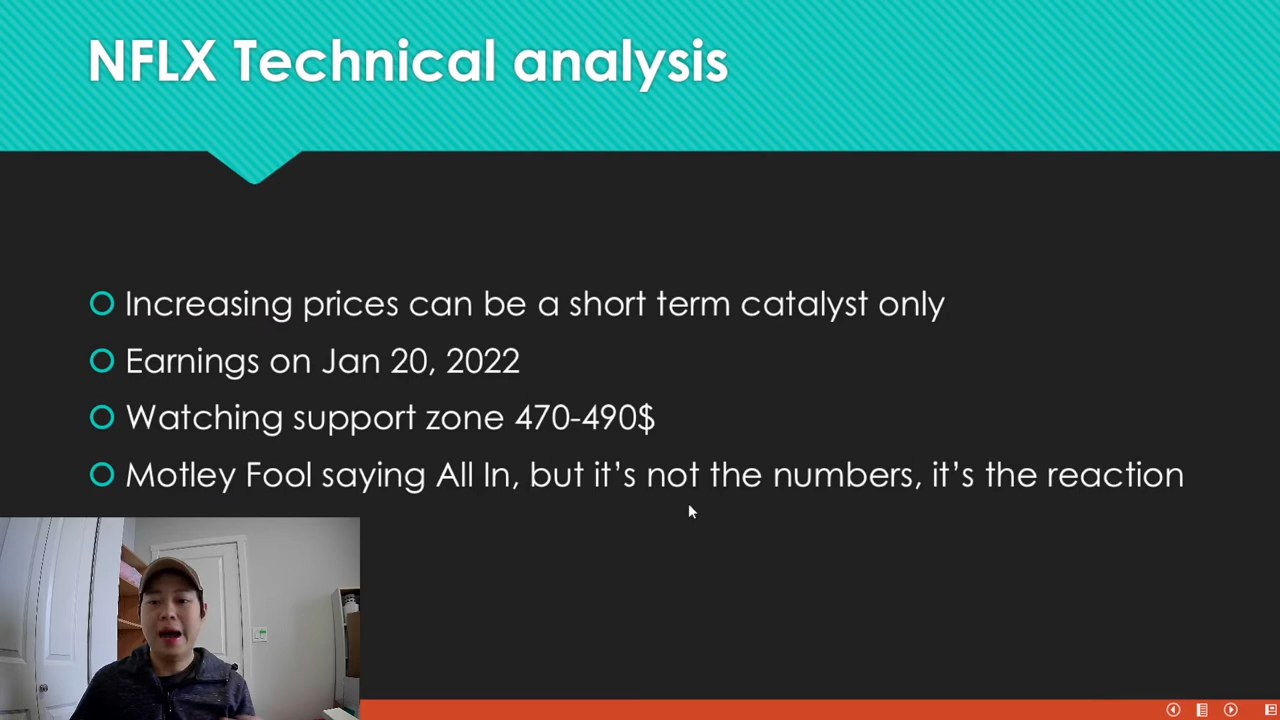 NFLX Technical analysis
Increasing prices can be a short term catalyst only
Earnings on Jan 20, 2022
Watching support zone 470-490$
Motley Fool saying All In, but it's not the numbers, it's the reaction